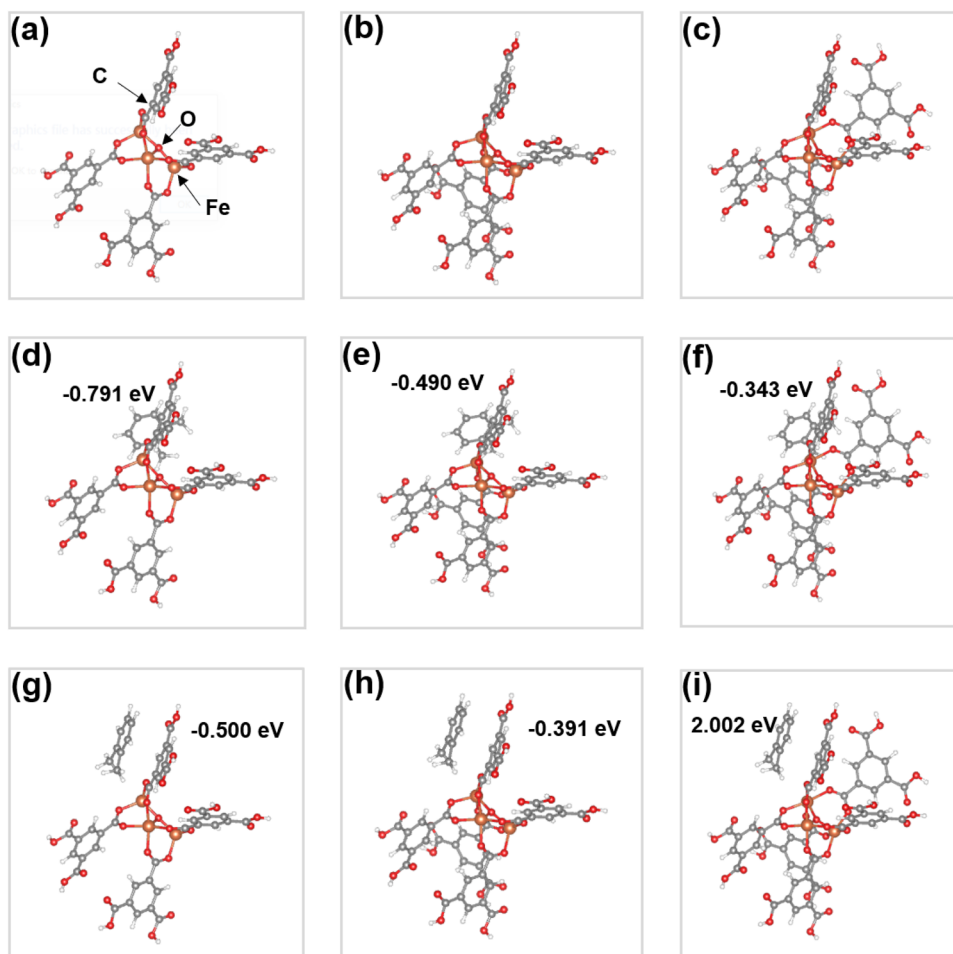 (a)
(b)
(c)
C
O
Fe
(d)
-0.791 eV
(e)
-0.490 eV
(f)
-0.343 eV
(g)
-0.500 eV
(h)
-0.391 eV
(i)
2.002 eV